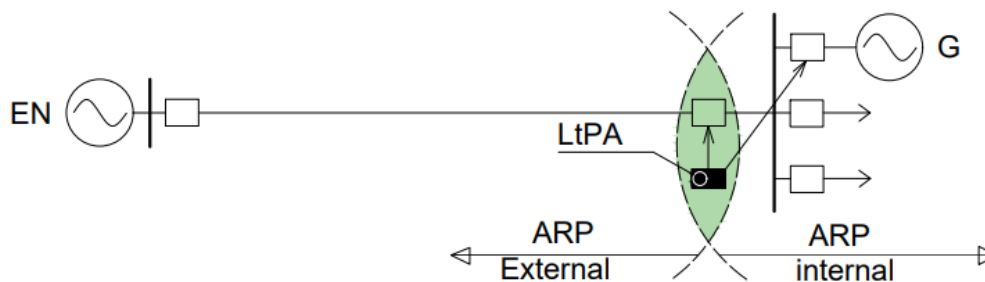 EN
G
LtPA
ARP
External
ARP
internal